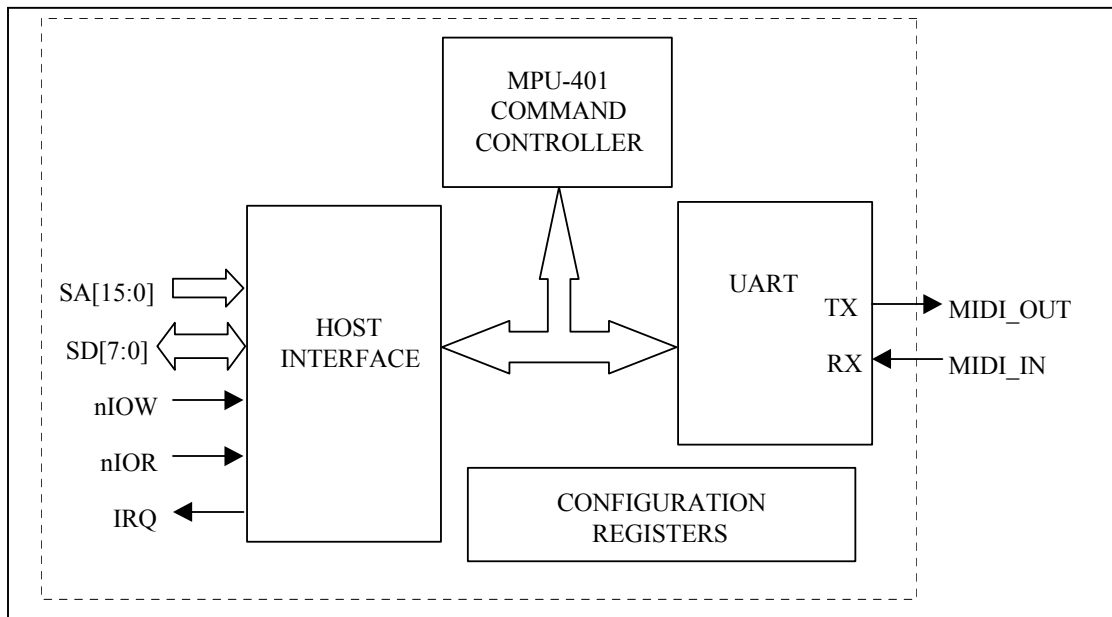 MPU-401
COMMAND
CONTROLLER
SA[15:0]
SD[7:0]
nIOW
nIOR
IRQ
HOST
INTERFACE
UART
TX
RX
MIDI_OUT
MIDI_IN
CONFIGURATION
REGISTERS